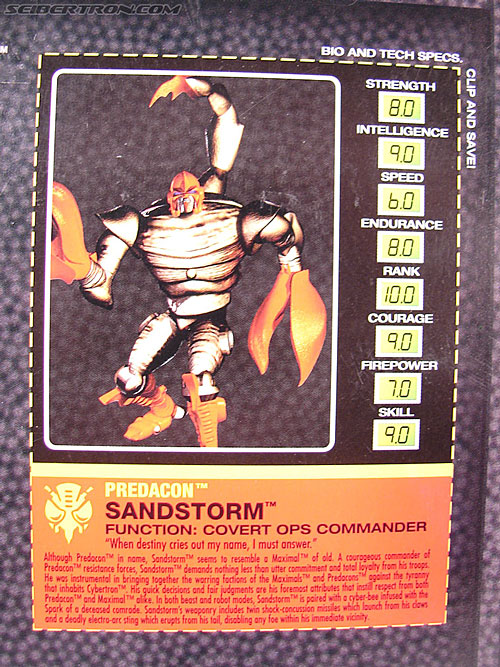 SEIBERTRON.COM
BIO AND TECH SPECS.
CLIP AND SAVE!
STRENGTH
8.0
INTELLIGENCE
9.0
SPEED
6.0
ENDURANCE
8.0
RANK
10.0
COURAGE
9.0
FIREPOWER
7.0
SKILL
9.0
PREDACON™
SANDSTORM™
FUNCTION: COVERT OPS COMMANDER
"When destiny cries out my name, I must answer."
Although Predacon™ in name, Sandstorm™ seems to resemble a Maximal™ of old. A courageous commander of
Predacon™ resistance forces, Sandstorm™ demands nothing less than utter commitment and total loyalty from his troops.
He was instrumental in bringing together the warring factions of the Maximals™ and Predacons™ against the tyranny
that inhabits Cybertron™. His quick decisions and fair judgments are his foremost attributes that instill respect from both
Predacon™ and Maximal™ alike. In both beast and robot modes, Sandstorm™ is paired with a cyber-bee infused with the
Spark of a deceased comrade. Sandstorm's weaponry includes twin shock-concussion missiles which launch from his claws
and a deadly electro-arc sting which erupts from his tail, disabling any foe within his immediate vicinity.